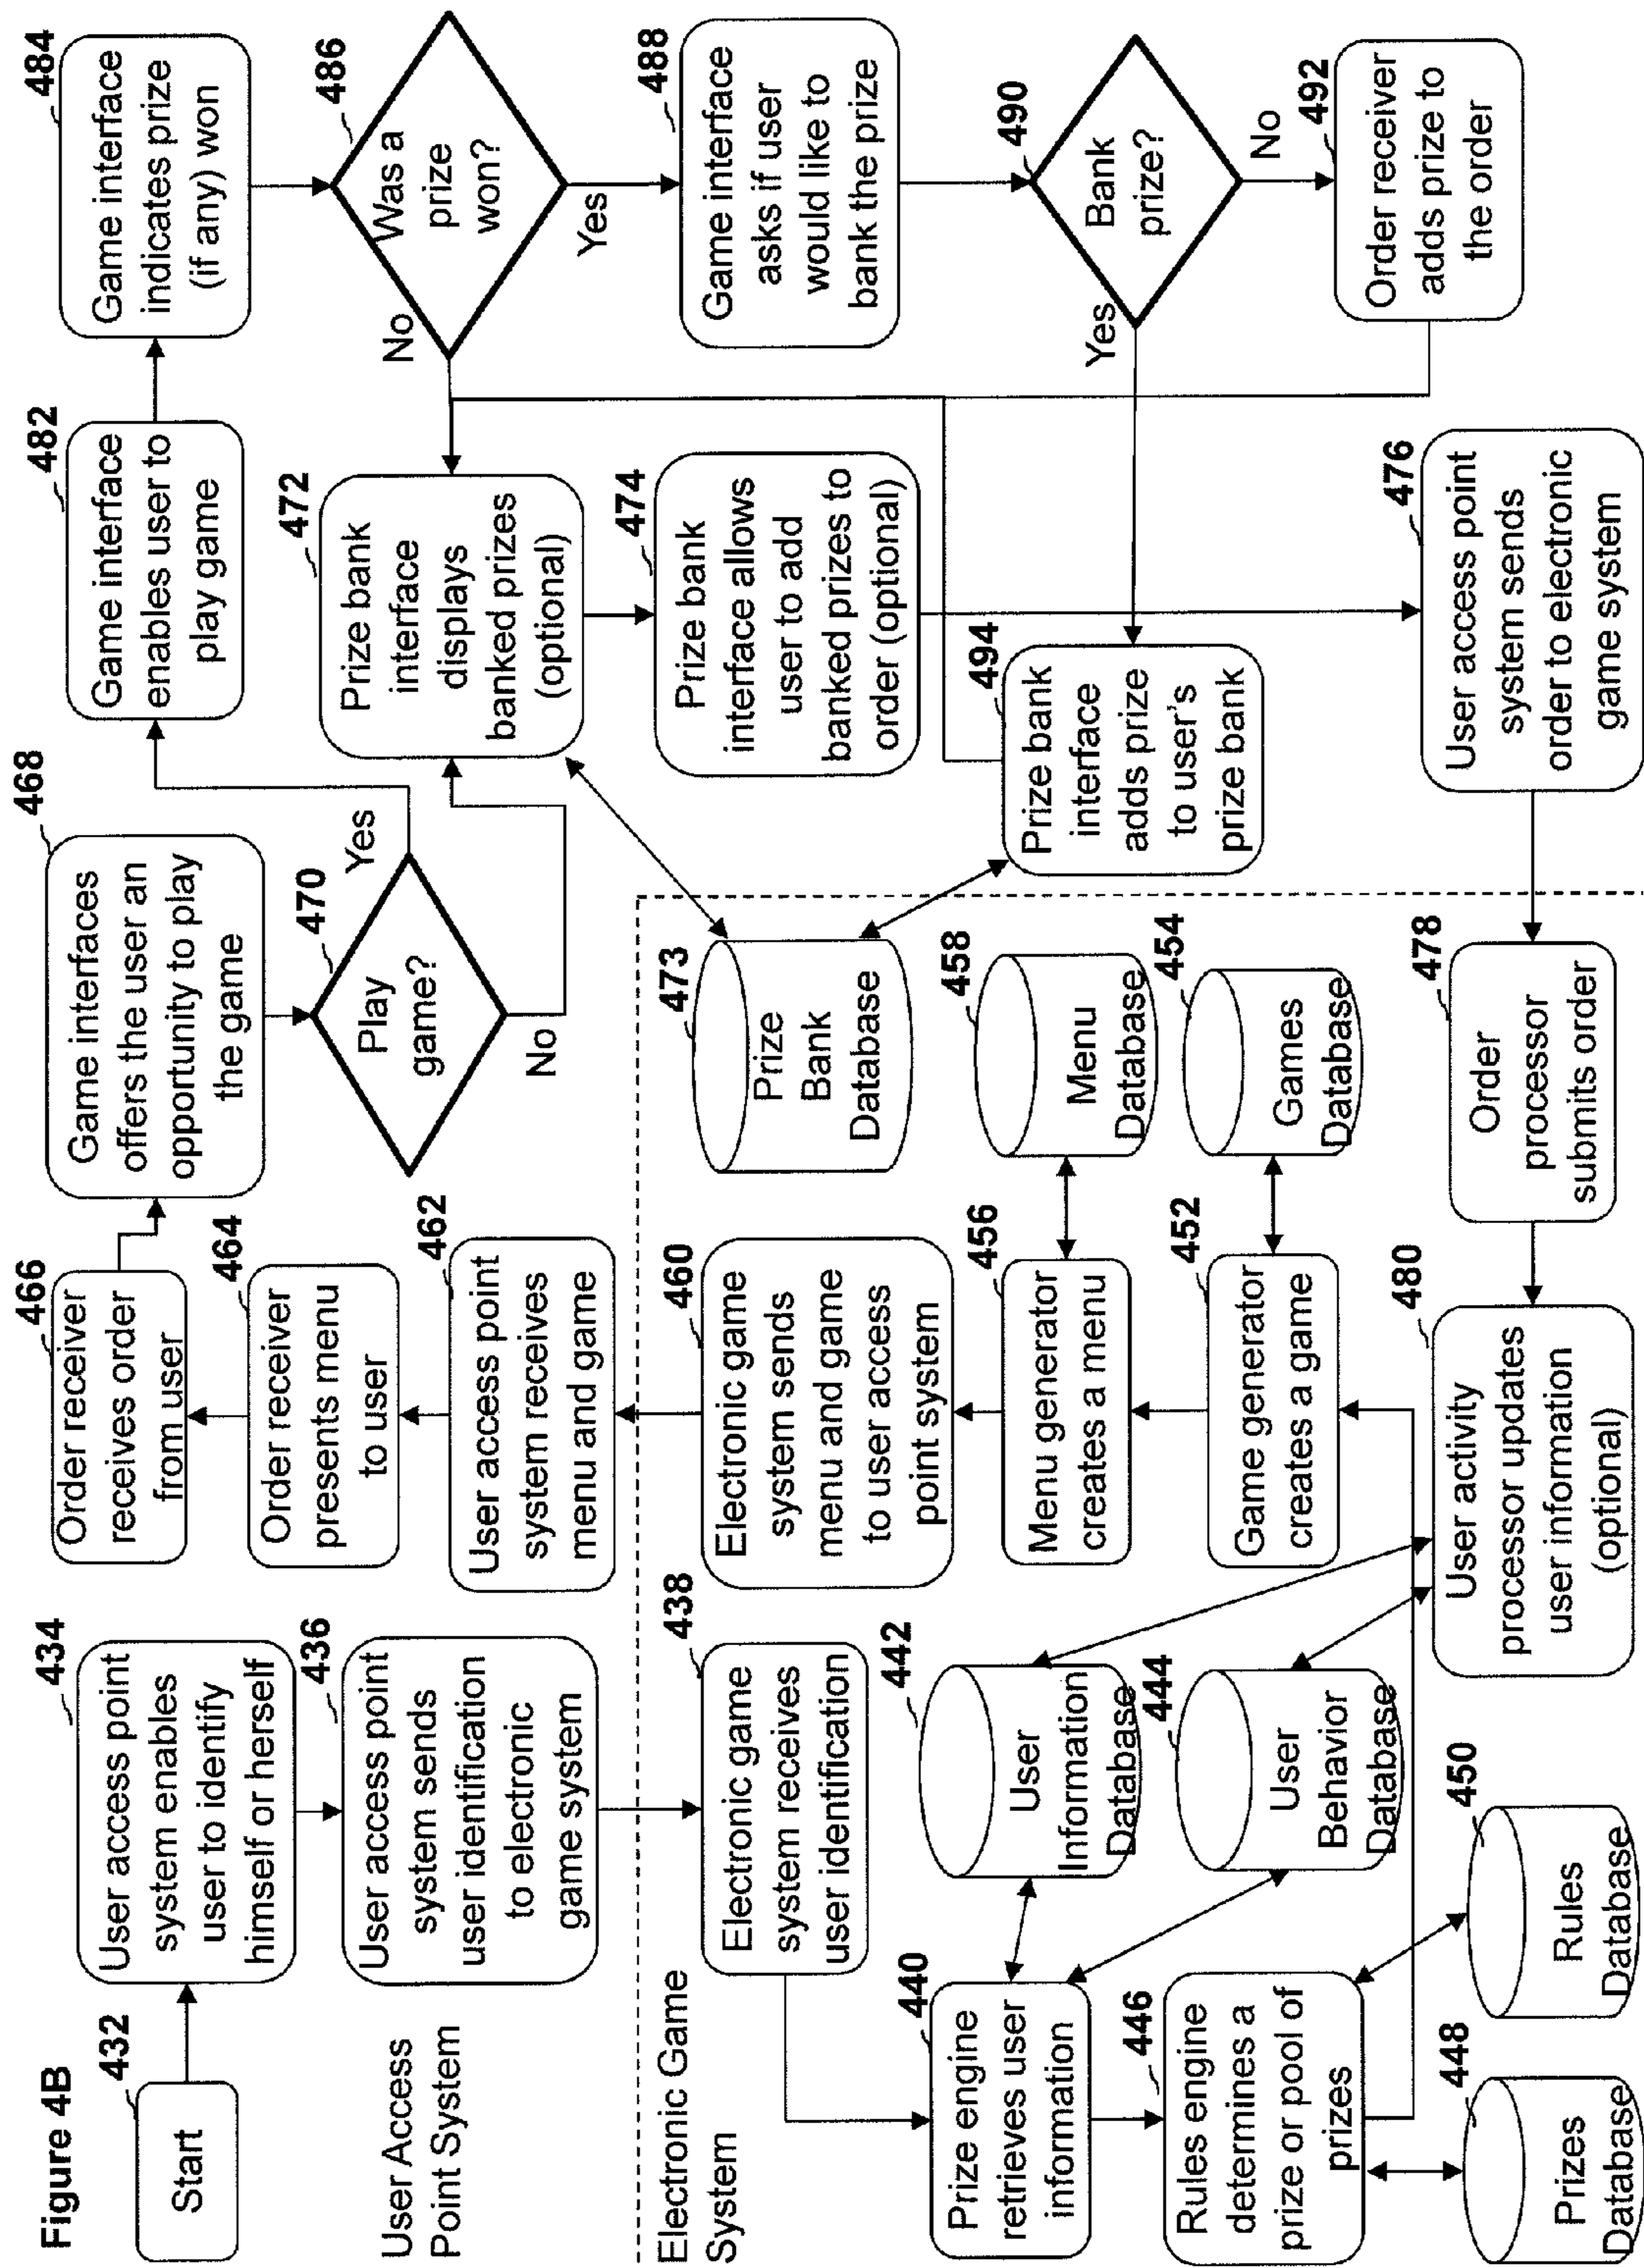 Figure 4B
432
Start
434
User access point
system enables
user to identify
himself or herself
436
User access point
system sends
user identification
to electronic
game system
User Access
Point System
Electronic Game
System
438
Electronic game
system receives
user identification
440
Prize engine
retrieves user
information
442
User
Information
Database
444
User
Behavior
Database
446
Rules engine
determines a
prize or pool of
prizes
448
Prizes
Database
450
Rules
Database
452
Game generator
creates a game
454
Games
Database
456
Menu generator
creates a menu
458
Menu
Database
460
Electronic game
system sends
menu and game
to user access
point system
462
User access point
system receives
menu and game
464
Order receiver
presents menu
to user
466
Order receiver
receives order
from user
468
Game interfaces
offers the user an
opportunity to play
the game
470
Play
game?
Yes
No
472
Prize bank
interface
displays
banked prizes
(optional)
473
Prize
Bank
Database
474
Prize bank
interface allows
user to add
banked prizes to
order (optional)
476
User access point
system sends
order to electronic
game system
478
Order
processor
submits order
480
User activity
processor updates
user information
(optional)
482
Game interface
enables user to
play game
484
Game interface
indicates prize
(if any) won
486
Was a
prize
won?
No
Yes
488
Game interface
asks if user
would like to
bank the prize
490
Bank
prize?
Yes
No
492
Order receiver
adds prize to
the order
494
Prize bank
interface
adds prize
to user's
prize bank